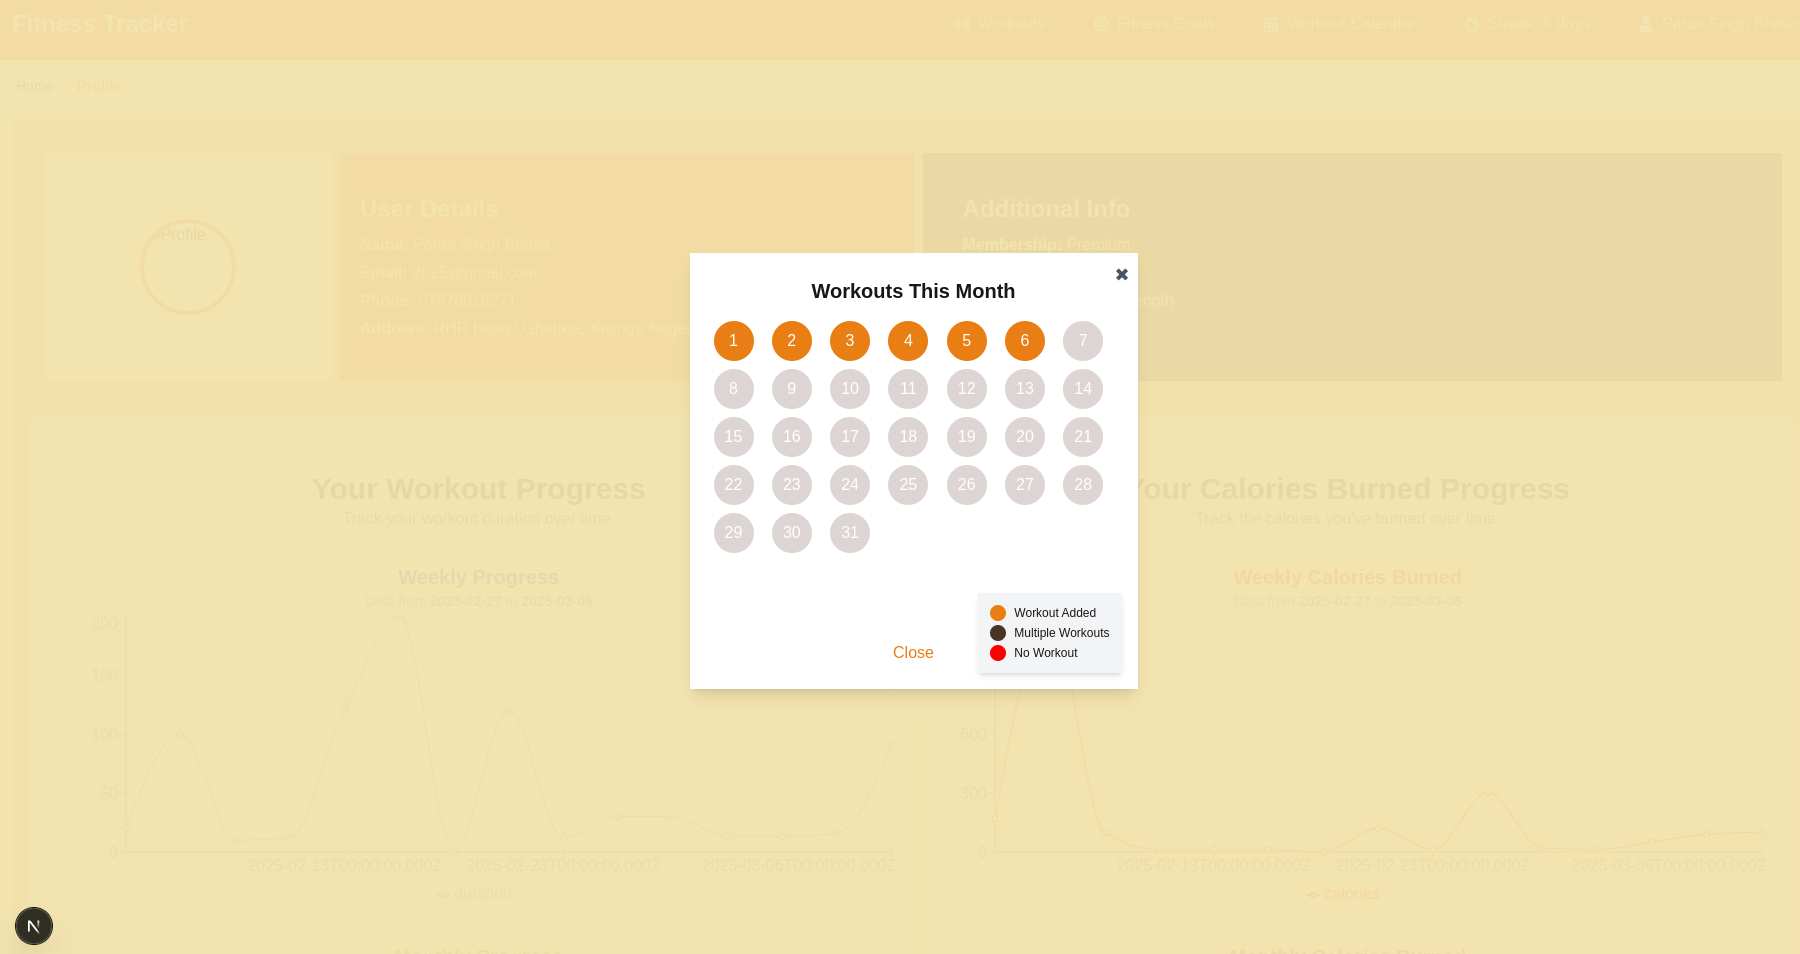 Fitness Tracker
Workouts
Fitness Goals
Workout Calendar
Streak: 6 days
Paras Singh Bhatia
Home
Profile
Profile
User Details
Name: Paras Singh Bhatia
Email: 2025@gmail.com
Phone: 07978016271
Address: RHR Hostel Ghatikia, Kalinga Nagar
Additional Info
Membership: Premium
ength
Workouts This Month
✖
1 2 3 4 5 6 7
8 9 10 11 12 13 14
15 16 17 18 19 20 21
22 23 24 25 26 27 28
29 30 31
Workout Added
Multiple Workouts
No Workout
Close
Your Workout Progress
Track your workout duration over time.
Weekly Progress
Data from 2025-02-27 to 2025-03-06
200
150
100
50
0
2025-02-13T00:00:00.000Z
2025-02-23T00:00:00.000Z
2025-03-06T00:00:00.000Z
duration
Your Calories Burned Progress
Track the calories you've burned over time
Weekly Calories Burned
Data from 2025-02-27 to 2025-03-06
600
300
0
2025-02-13T00:00:00.000Z
2025-02-23T00:00:00.000Z
2025-03-06T00:00:00.000Z
calories
N
Monthly Progress
Monthly Calories Burned